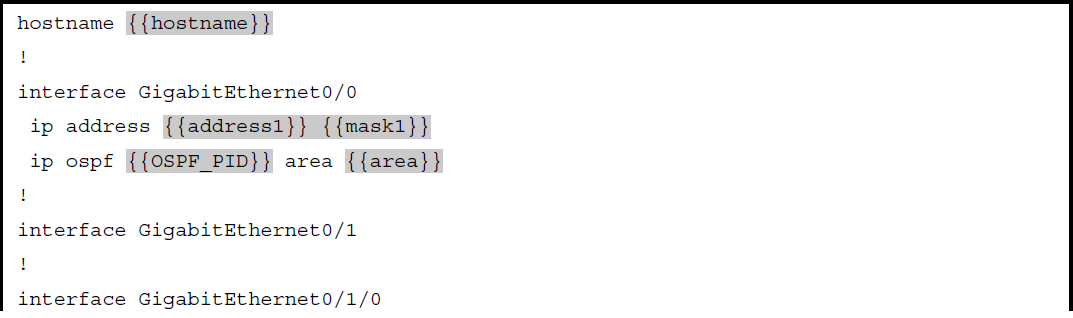 hostname {{hostname}}
!
interface GigabitEthernet0/0
 ip address {{address1}} {{mask1}}
 ip ospf {{OSPF_PID}} area {{area}}
!
interface GigabitEthernet0/1
!
interface GigabitEthernet0/1/0